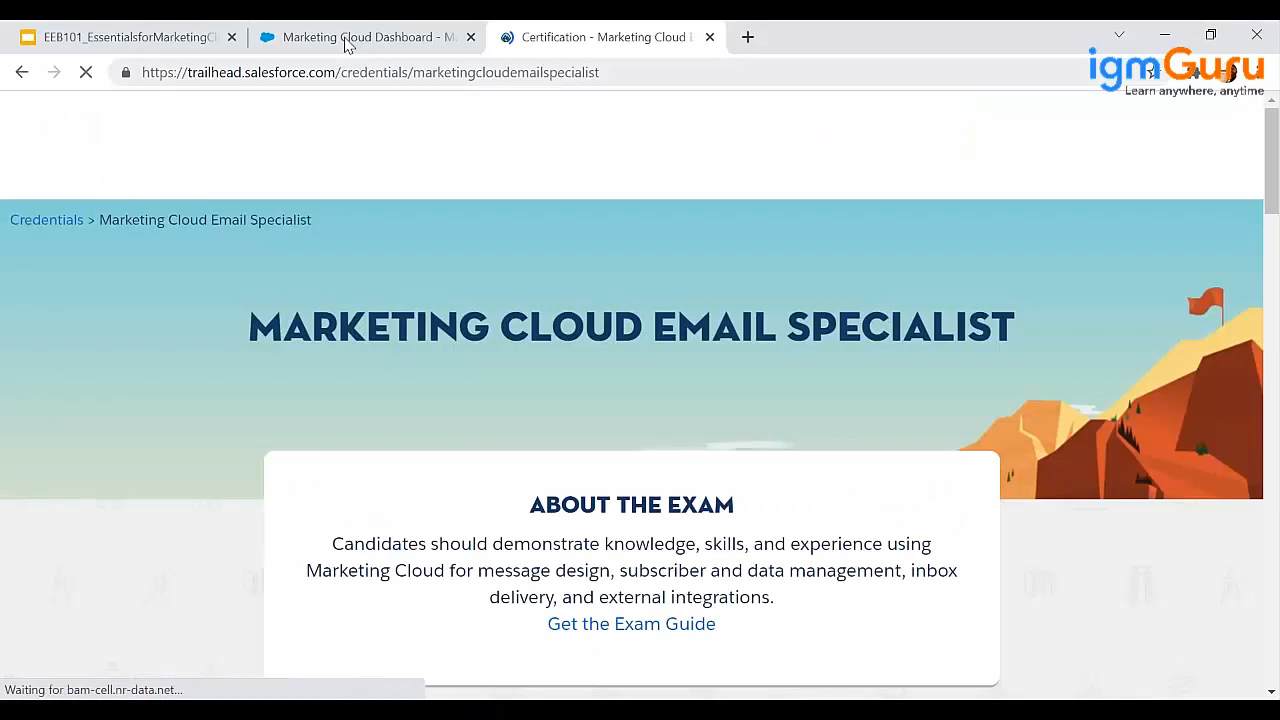 EEB101_EssentialsforMarketingCl
Marketing Cloud Dashboard - Ma
Certification - Marketing Cloud E
https://trailhead.salesforce.com/credentials/marketingcloudemailspecialist
igmGuru
Learn anywhere, anytime
Credentials > Marketing Cloud Email Specialist
MARKETING CLOUD EMAIL SPECIALIST
ABOUT THE EXAM
Candidates should demonstrate knowledge, skills, and experience using
Marketing Cloud for message design, subscriber and data management, inbox
delivery, and external integrations.
Get the Exam Guide
Waiting for bam-cell.nr-data.net...